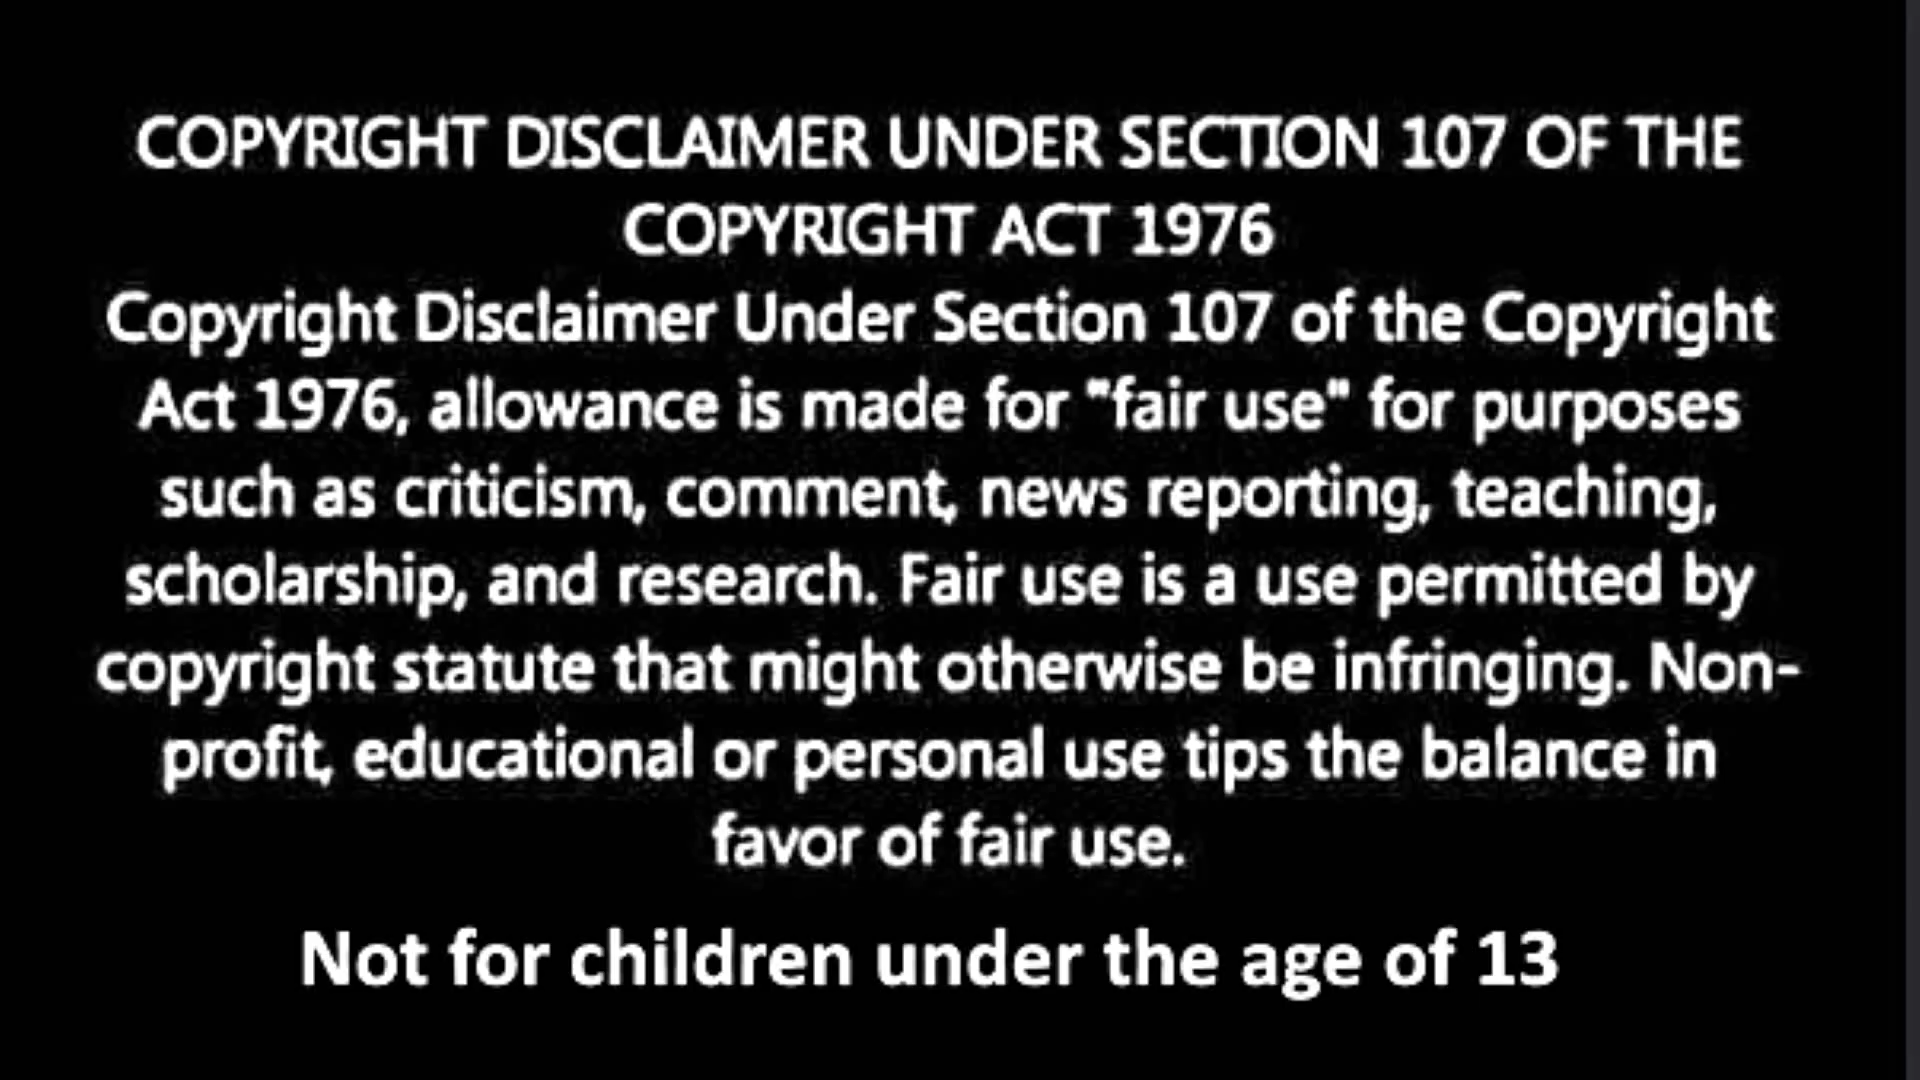 COPYRIGHT DISCLAIMER UNDER SECTION 107 OF THE
COPYRIGHT ACT 1976
Copyright Disclaimer Under Section 107 of the Copyright
Act 1976, allowance is made for "fair use" for purposes
such as criticism, comment, news reporting, teaching,
scholarship, and research. Fair use is a use permitted by
copyright statute that might otherwise be infringing. Non-
profit, educational or personal use tips the balance in
favor of fair use.
Not for children under the age of 13